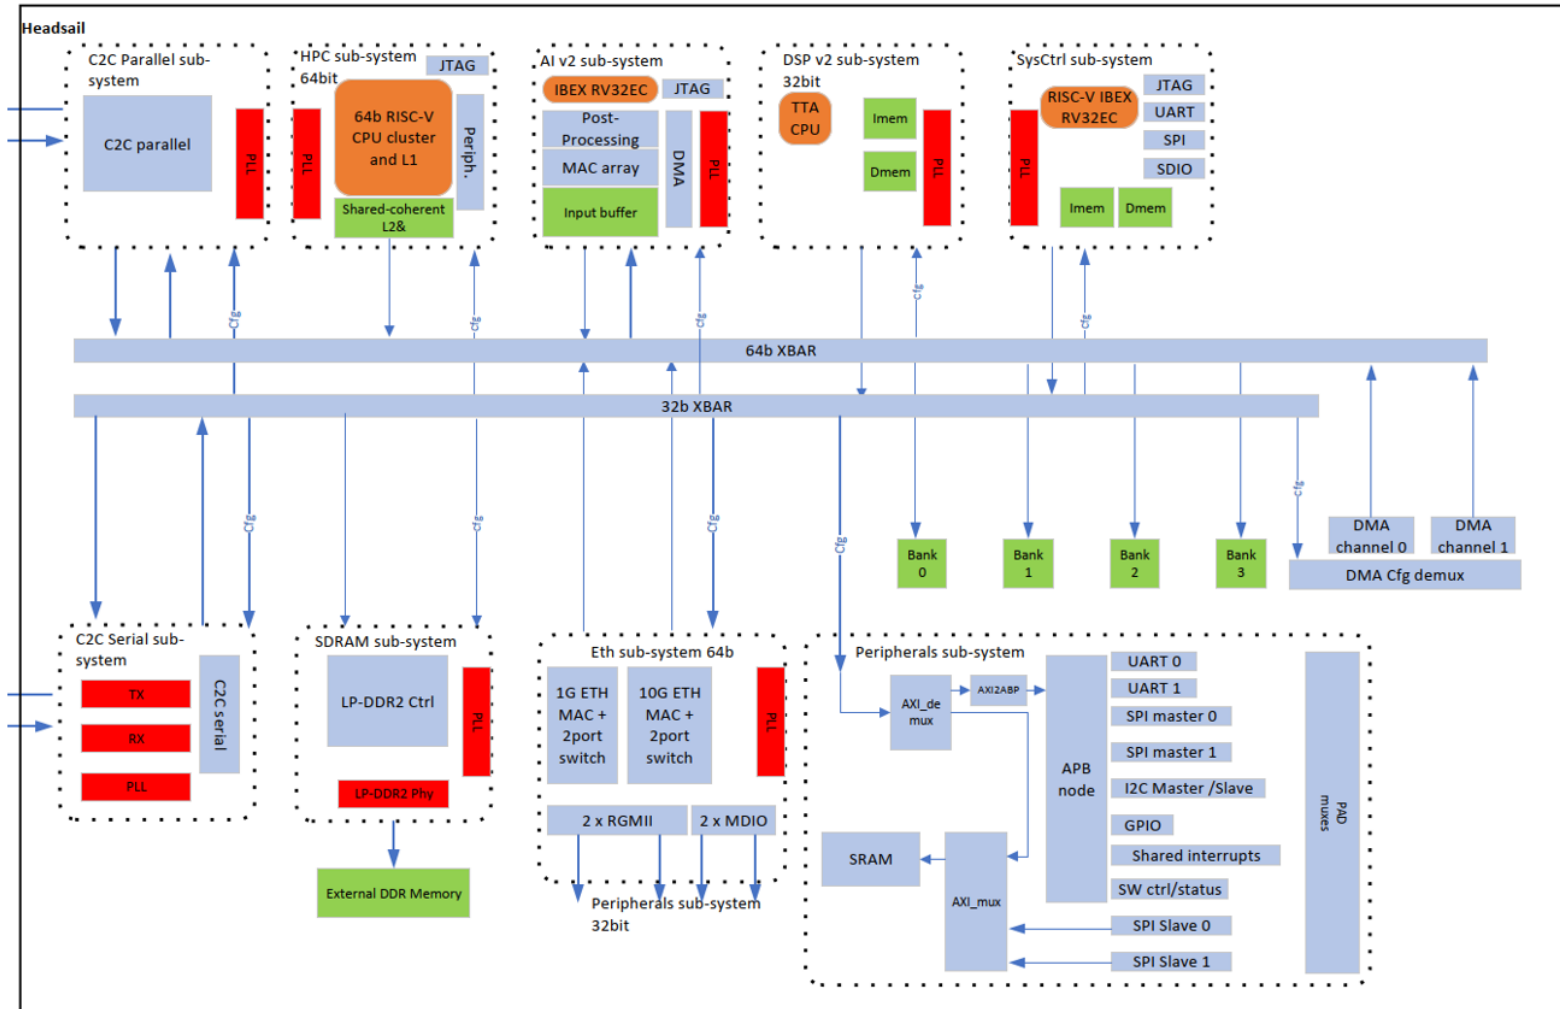 Headsail
C2C Parallel sub-
system
C2C parallel
PLL
HPC sub-system
64bit
JTAG
PLL
64b RISC-V
CPU cluster
and L1
Periph.
Shared-coherent
L2&
AI v2 sub-system
IBEX RV32EC
JTAG
Post-
Processing
MAC array
Input buffer
DMA
PLL
DSP v2 sub-system
32bit
TTA
CPU
Imem
Dmem
PLL
SysCtrl sub-system
RISC-V IBEX
RV32EC
PLL
JTAG
UART
SPI
SDIO
Imem
Dmem
Cfg
cfg
cfg
cfg
cfg
64b XBAR
32b XBAR
Cfg
cfg
Cfg
Cfg
cfg
Bank
0
Bank
1
Bank
2
Bank
3
DMA
channel 0
DMA
channel 1
DMA Cfg demux
C2C Serial sub-
system
TX
RX
PLL
C2C serial
SDRAM sub-system
LP-DDR2 Ctrl
PLL
LP-DDR2 Phy
External DDR Memory
Eth sub-system 64b
1G ETH
MAC +
2port
switch
10G ETH
MAC +
2port
switch
PLL
2 x RGMII
2 x MDIO
Peripherals sub-system
32bit
Peripherals sub-system
AXI_de
mux
AXI2ABP
APB
node
UART 0
UART 1
SPI master 0
SPI master 1
I2C Master /Slave
GPIO
Shared interrupts
SW ctrl/status
SPI Slave 0
SPI Slave 1
SRAM
AXI_mux
PAD
muxes